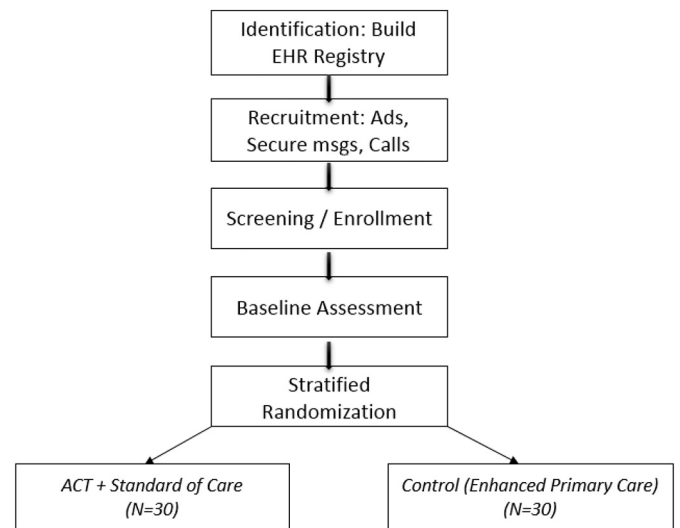 Identification: Build
EHR Registry
Recruitment: Ads,
Secure msgs, Calls
Screening / Enrollment
Baseline Assessment
Stratified
Randomization
ACT + Standard of Care
(N=30)
Control (Enhanced Primary Care)
(N=30)